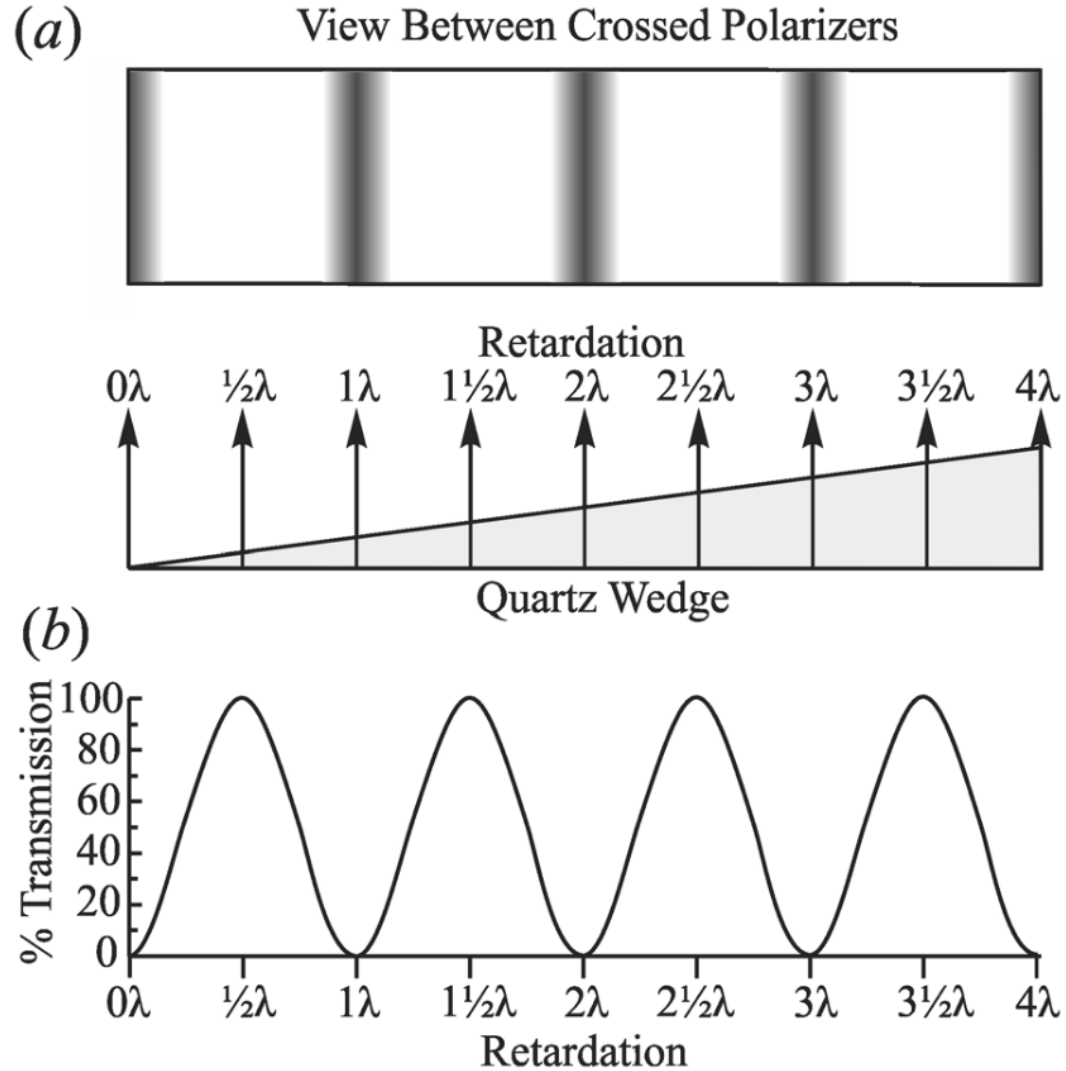 (a) View Between Crossed Polarizers
Retardation
0λ ½λ 1λ 1½λ 2λ 2½λ 3λ 3½λ 4λ
Quartz Wedge
(b)
% Transmission
100
80
60
40
20
0
0λ ½λ 1λ 1½λ 2λ 2½λ 3λ 3½λ 4λ
Retardation